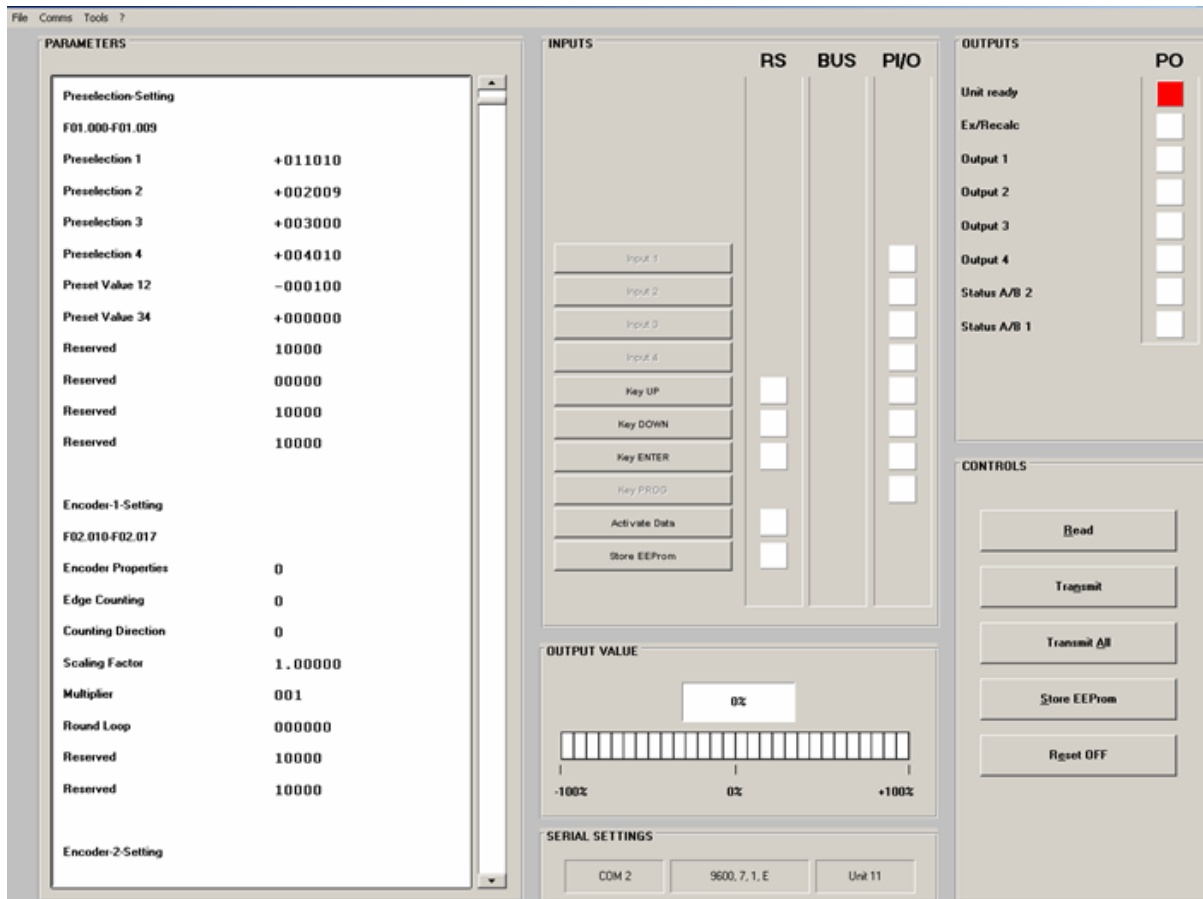 File Comms Tools ?
PARAMETERS
Preselection-Setting
F01.000-F01.009
Preselection 1 +011010
Preselection 2 +002009
Preselection 3 +003000
Preselection 4 +004010
Preset Value 12 -000100
Preset Value 34 +000000
Reserved 10000
Reserved 00000
Reserved 10000
Reserved 10000
Encoder-1-Setting
F02.010-F02.017
Encoder Properties 0
Edge Counting 0
Counting Direction 0
Scaling Factor 1.00000
Multiplier 001
Round Loop 000000
Reserved 10000
Reserved 10000
Encoder-2-Setting
INPUTS
RS BUS PI/O
Input 1
Input 2
Input 3
Input 4
Key UP
Key DOWN
Key ENTER
Key PROG
Activate Data
Store EEProm
OUTPUT VALUE
0%
-100% 0% +100%
SERIAL SETTINGS
COM 2 9600, 7, 1, E Unit 11
OUTPUTS
PO
Unit ready
Ex/Recalc
Output 1
Output 2
Output 3
Output 4
Status A/B 2
Status A/B 1
CONTROLS
Read
Transmit
Transmit All
Store EEProm
Reset OFF